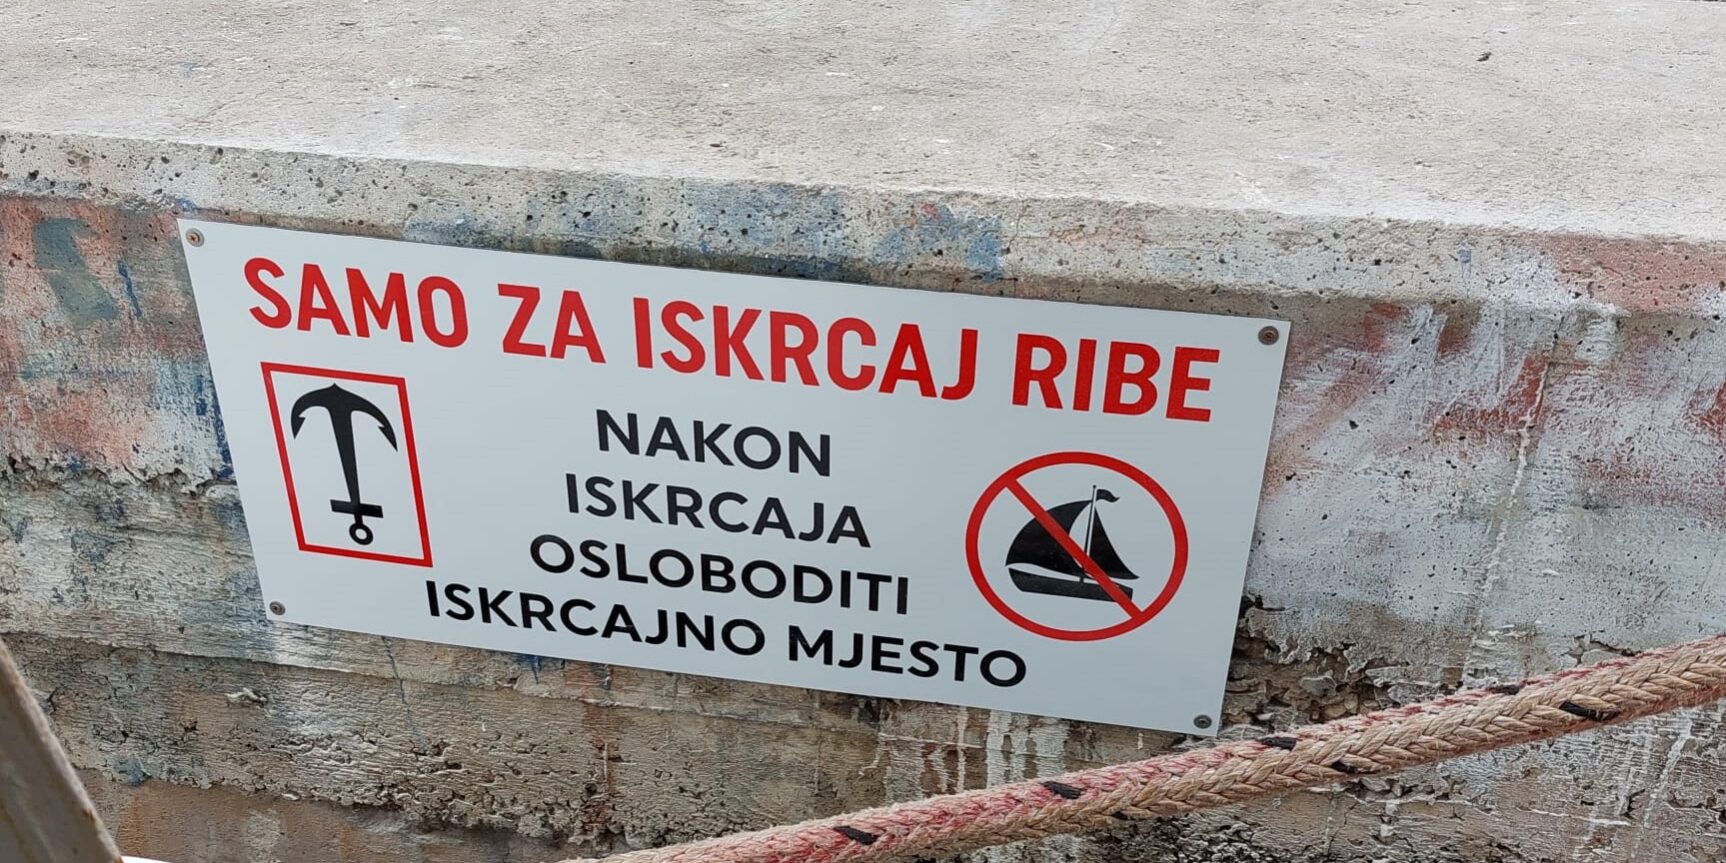 SAMO ZA ISKRCAJ RIBE
NAKON
ISKRCAJA
OSLOBODITI
ISKRCAJNO MJESTO